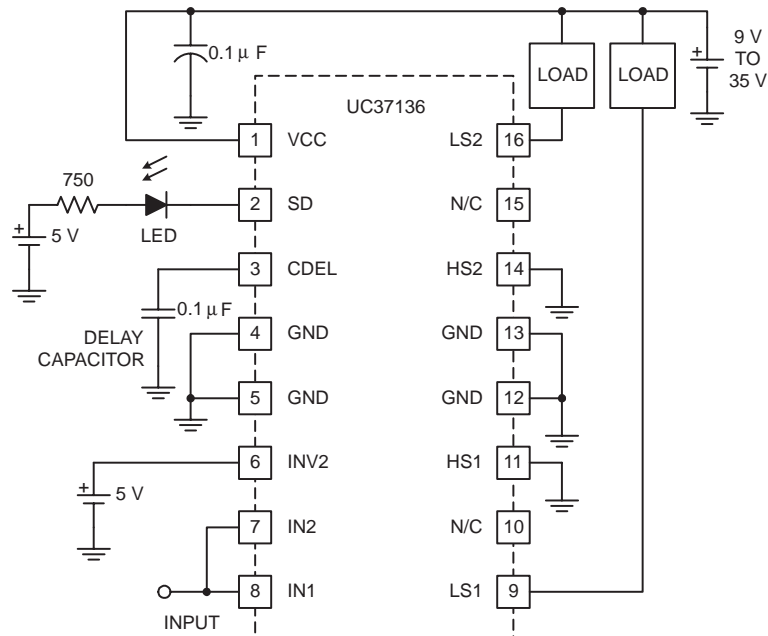 9 V
TO
35 V
+
0.1 μ F
LOAD
LOAD
UC37136
1 VCC
LS2 16
750
2 SD
N/C 15
+
5 V
LED
3 CDEL
HS2 14
0.1 μ F
DELAY
CAPACITOR
4 GND
GND 13
5 GND
GND 12
6 INV2
HS1 11
+
5 V
7 IN2
N/C 10
8 IN1
LS1 9
INPUT